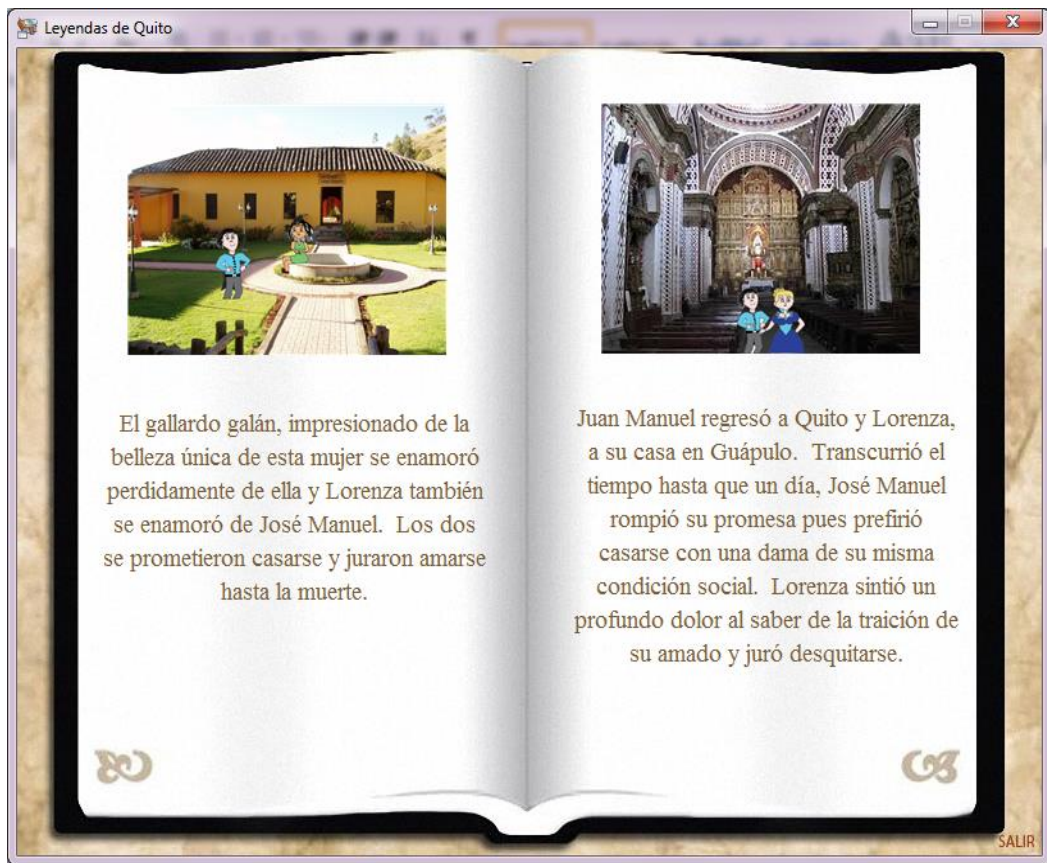 Leyendas de Quito
El gallardo galán, impresionado de la
belleza única de esta mujer se enamoró
perdidamente de ella y Lorenza también
se enamoró de José Manuel.  Los dos
se prometieron casarse y juraron amarse
hasta la muerte.
Juan Manuel regresó a Quito y Lorenza,
a su casa en Guápulo.  Transcurrió el
tiempo hasta que un día, José Manuel
rompió su promesa pues prefirió
casarse con una dama de su misma
condición social.  Lorenza sintió un
profundo dolor al saber de la traición de
su amado y juró desquitarse.
SALIR